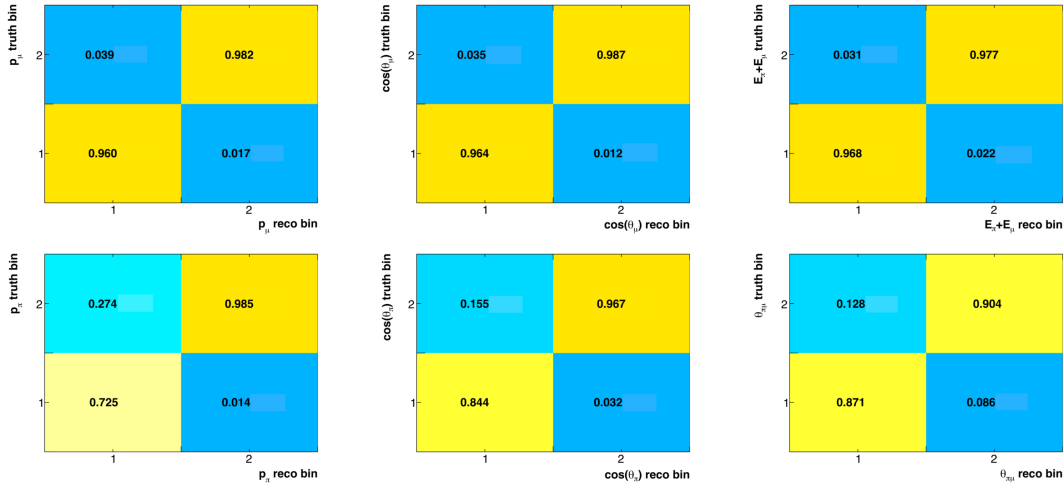 p_μ truth bin
2
0.039 0.982
1
0.960 0.017
1 2
p_μ reco bin
cos(θ_μ) truth bin
2
0.035 0.987
1
0.964 0.012
1 2
cos(θ_μ) reco bin
E_π+E_μ truth bin
2
0.031 0.977
1
0.968 0.022
1 2
E_π+E_μ reco bin
p_π truth bin
2
0.274 0.985
1
0.725 0.014
1 2
p_π reco bin
cos(θ_π) truth bin
2
0.155 0.967
1
0.844 0.032
1 2
cos(θ_π) reco bin
θ_πμ truth bin
2
0.128 0.904
1
0.871 0.086
1 2
θ_πμ reco bin